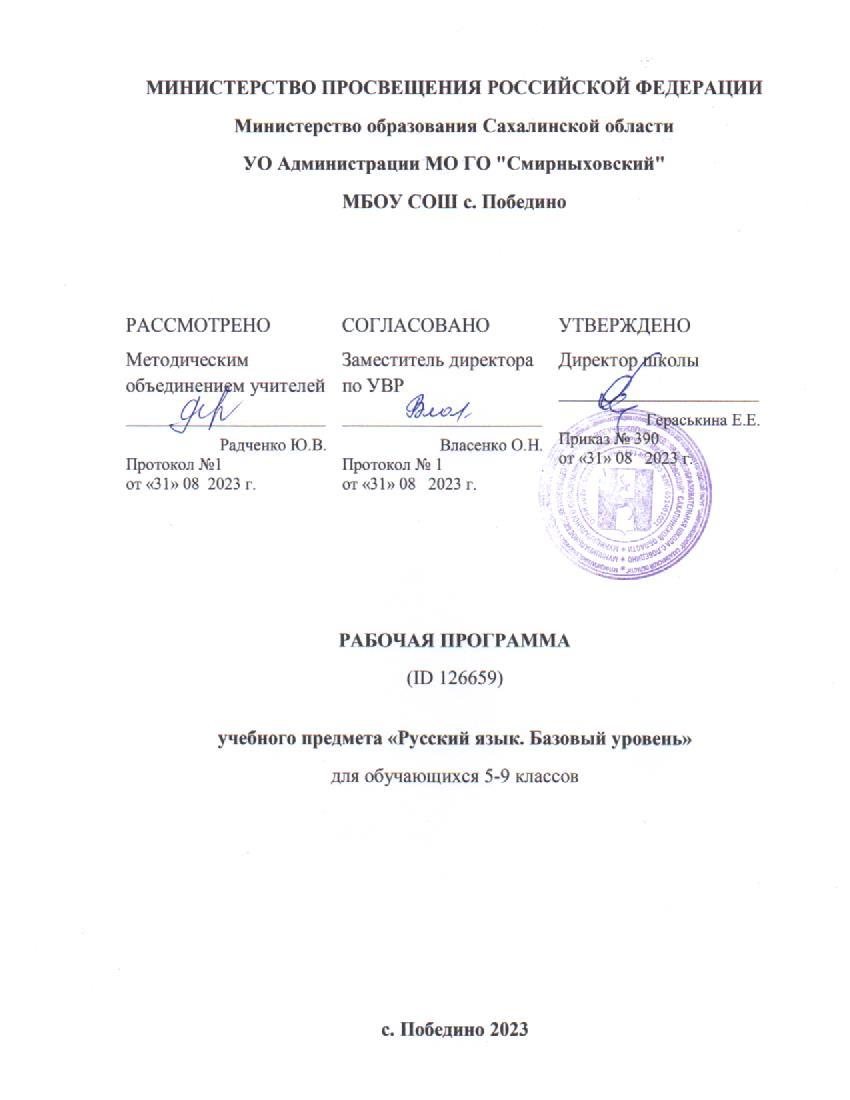 МИНИСТЕРСТВО ПРОСВЕЩЕНИЯ РОССИЙСКОЙ ФЕДЕРАЦИИ
Министерство образования Сахалинской области
УО Администрации МО ГО "Смирныховский"
МБОУ СОШ с. Победино
РАССМОТРЕНО
Методическим
объединением учителей
Радченко Ю.В.
Протокол №1
от «31» 08 2023 г.
СОГЛАСОВАНО
Заместитель директора
по УВР
Власенко О.Н.
Протокол № 1
от «31» 08 2023 г.
УТВЕРЖДЕНО
Директор школы
Гераськина Е.Е.
Приказ № 390
от «31» 08 2023 г.
РАБОЧАЯ ПРОГРАММА
(ID 126659)
учебного предмета «Русский язык. Базовый уровень»
для обучающихся 5-9 классов
с. Победино 2023